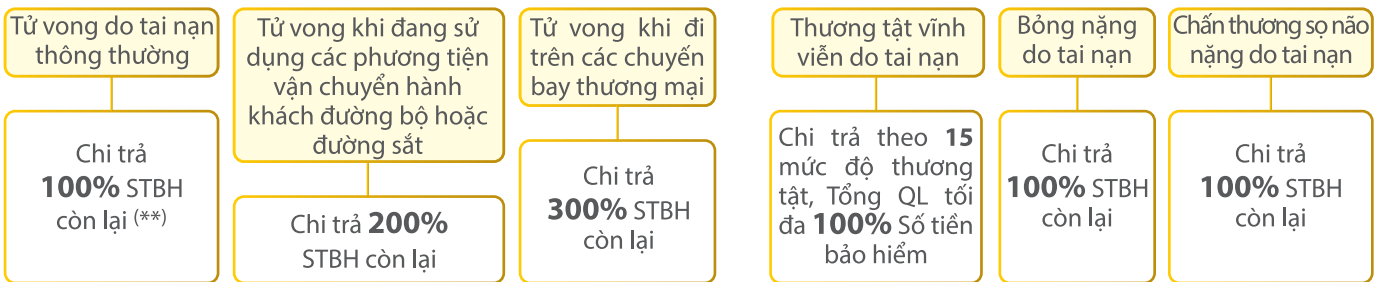 Tử vong do tai nạn
thông thường
Chi trả
100% STBH
còn lại (**)
Tử vong khi đang sử
dụng các phương tiện
vận chuyển hành
khách đường bộ hoặc
đường sắt
Chi trả 200%
STBH còn lại
Tử vong khi đi
trên các chuyến
bay thương mại
Chi trả
300% STBH
còn lại
Thương tật vĩnh
viễn do tai nạn
Chi trả theo 15
mức độ thương
tật, Tổng QL tối
đa 100% Số tiền
bảo hiểm
Bỏng nặng
do tai nạn
Chi trả
100% STBH
còn lại
Chấn thương sọ não
nặng do tai nạn
Chi trả
100% STBH
còn lại